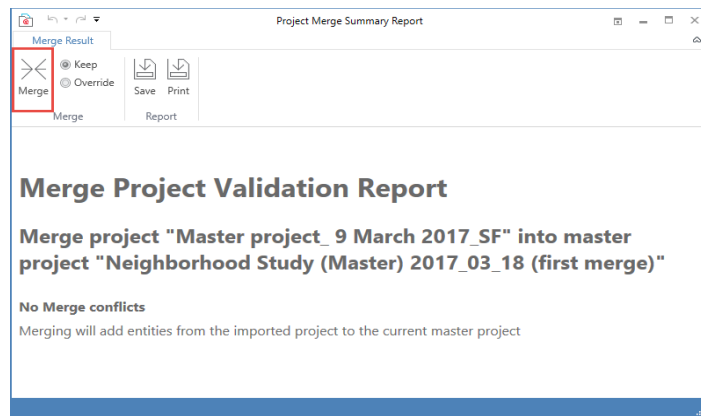 Project Merge Summary Report
Merge Result
Keep
Override
Merge
Save Print
Merge
Report
Merge Project Validation Report
Merge project "Master project_ 9 March 2017_SF" into master
project "Neighborhood Study (Master) 2017_03_18 (first merge)"
No Merge conflicts
Merging will add entities from the imported project to the current master project